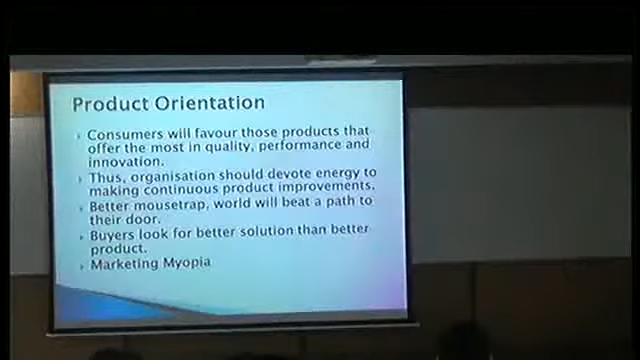 Product Orientation
Consumers will favour those products that
offer the most in quality, performance and
innovation.
Thus, organisation should devote energy to
making continuous product improvements.
Better mousetrap, world will beat a path to
their door.
Buyers look for better solution than better
product.
Marketing Myopia